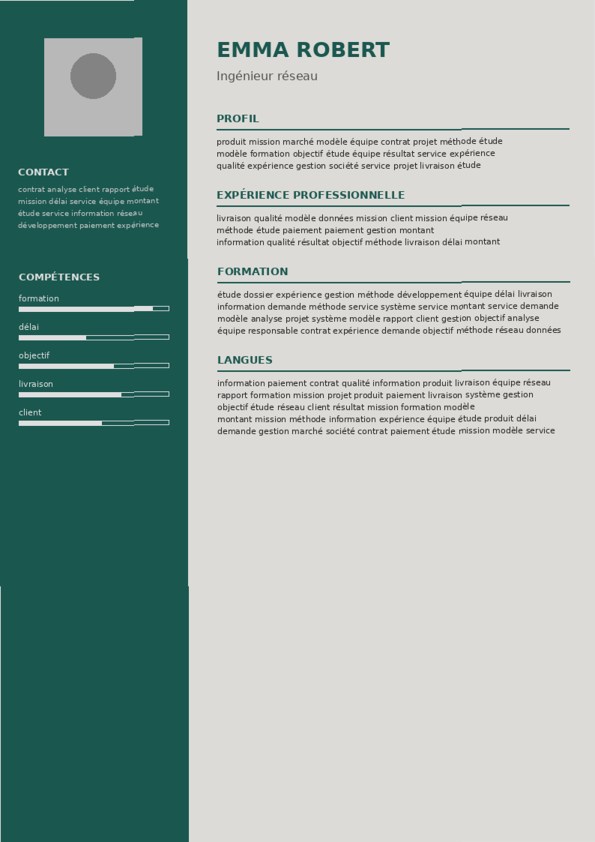 EMMA ROBERT
Ingénieur réseau
CONTACT
contrat analyse client rapport étude
mission délai service équipe montant
étude service information réseau
développement paiement expérience
COMPÉTENCES
formation
délai
objectif
livraison
client
PROFIL
produit mission marché modèle équipe contrat projet méthode étude
modèle formation objectif étude équipe résultat service expérience
qualité expérience gestion société service projet livraison étude
EXPÉRIENCE PROFESSIONNELLE
livraison qualité modèle données mission client mission équipe réseau
méthode étude paiement paiement gestion montant
information qualité résultat objectif méthode livraison délai montant
FORMATION
étude dossier expérience gestion méthode développement équipe délai livraison
information demande méthode service système service montant service demande
modèle analyse projet système modèle rapport client gestion objectif analyse
équipe responsable contrat expérience demande objectif méthode réseau données
LANGUES
information paiement contrat qualité information produit livraison équipe réseau
rapport formation mission projet produit paiement livraison système gestion
objectif étude réseau client résultat mission formation modèle
montant mission méthode information expérience équipe étude produit délai
demande gestion marché société contrat paiement étude mission modèle service